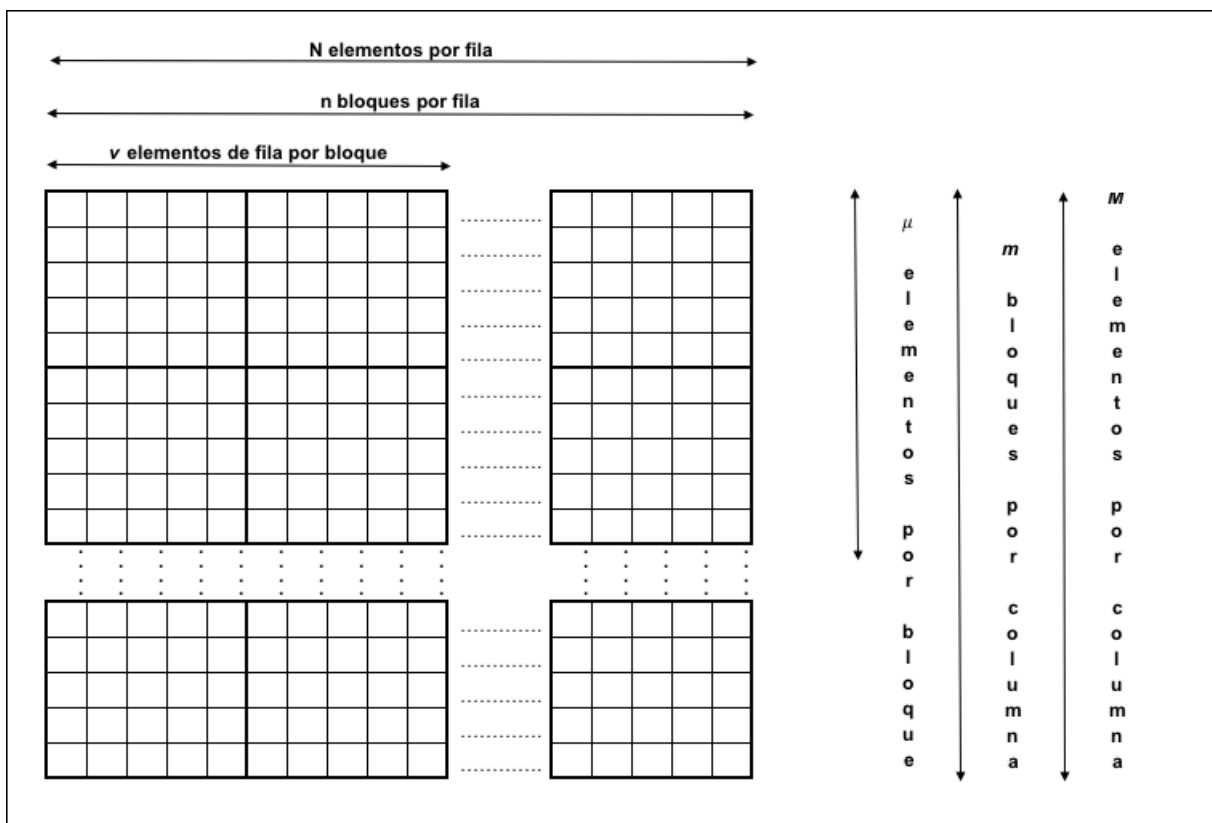 N elementos por fila
n bloques por fila
v elementos de fila por bloque
μ elementos por bloque
m bloques por columna
M elementos por columna